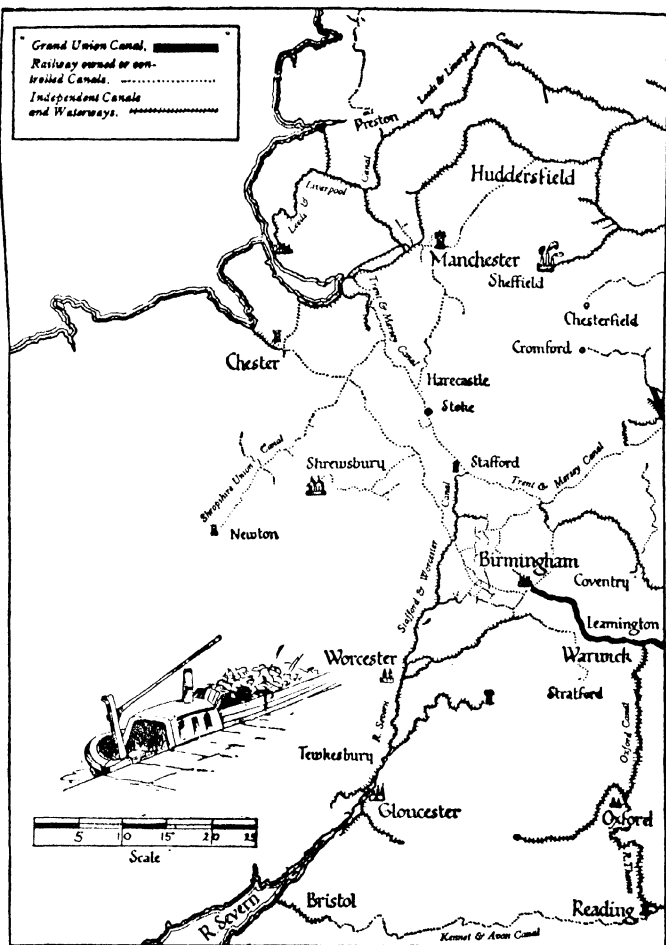 Grand Union Canal.
Railway owned or con-
trolled Canals.
Independent Canals
and Waterways.
Leeds & Liverpool
Canal
Preston
Huddersfield
Canal
Liverpool
Leeds &
Manchester
Sheffield
Chesterfield
Trent & Mersey Canal
Cromford
Chester
Harecastle
Stoke
Shropshire Union Canal
Shrewsbury
Stafford
Trent & Mersey Canal
Newton
Stafford & Worcester
Canal
Birmingham
Coventry
Leamington
Worcester
Warwick
Stratford
R. Severn
Oxford Canal
Tewkesbury
Gloucester
Oxford
5 10 15 20 25
Scale
R. Thames
R. Severn
Bristol
Reading
Kennet & Avon Canal